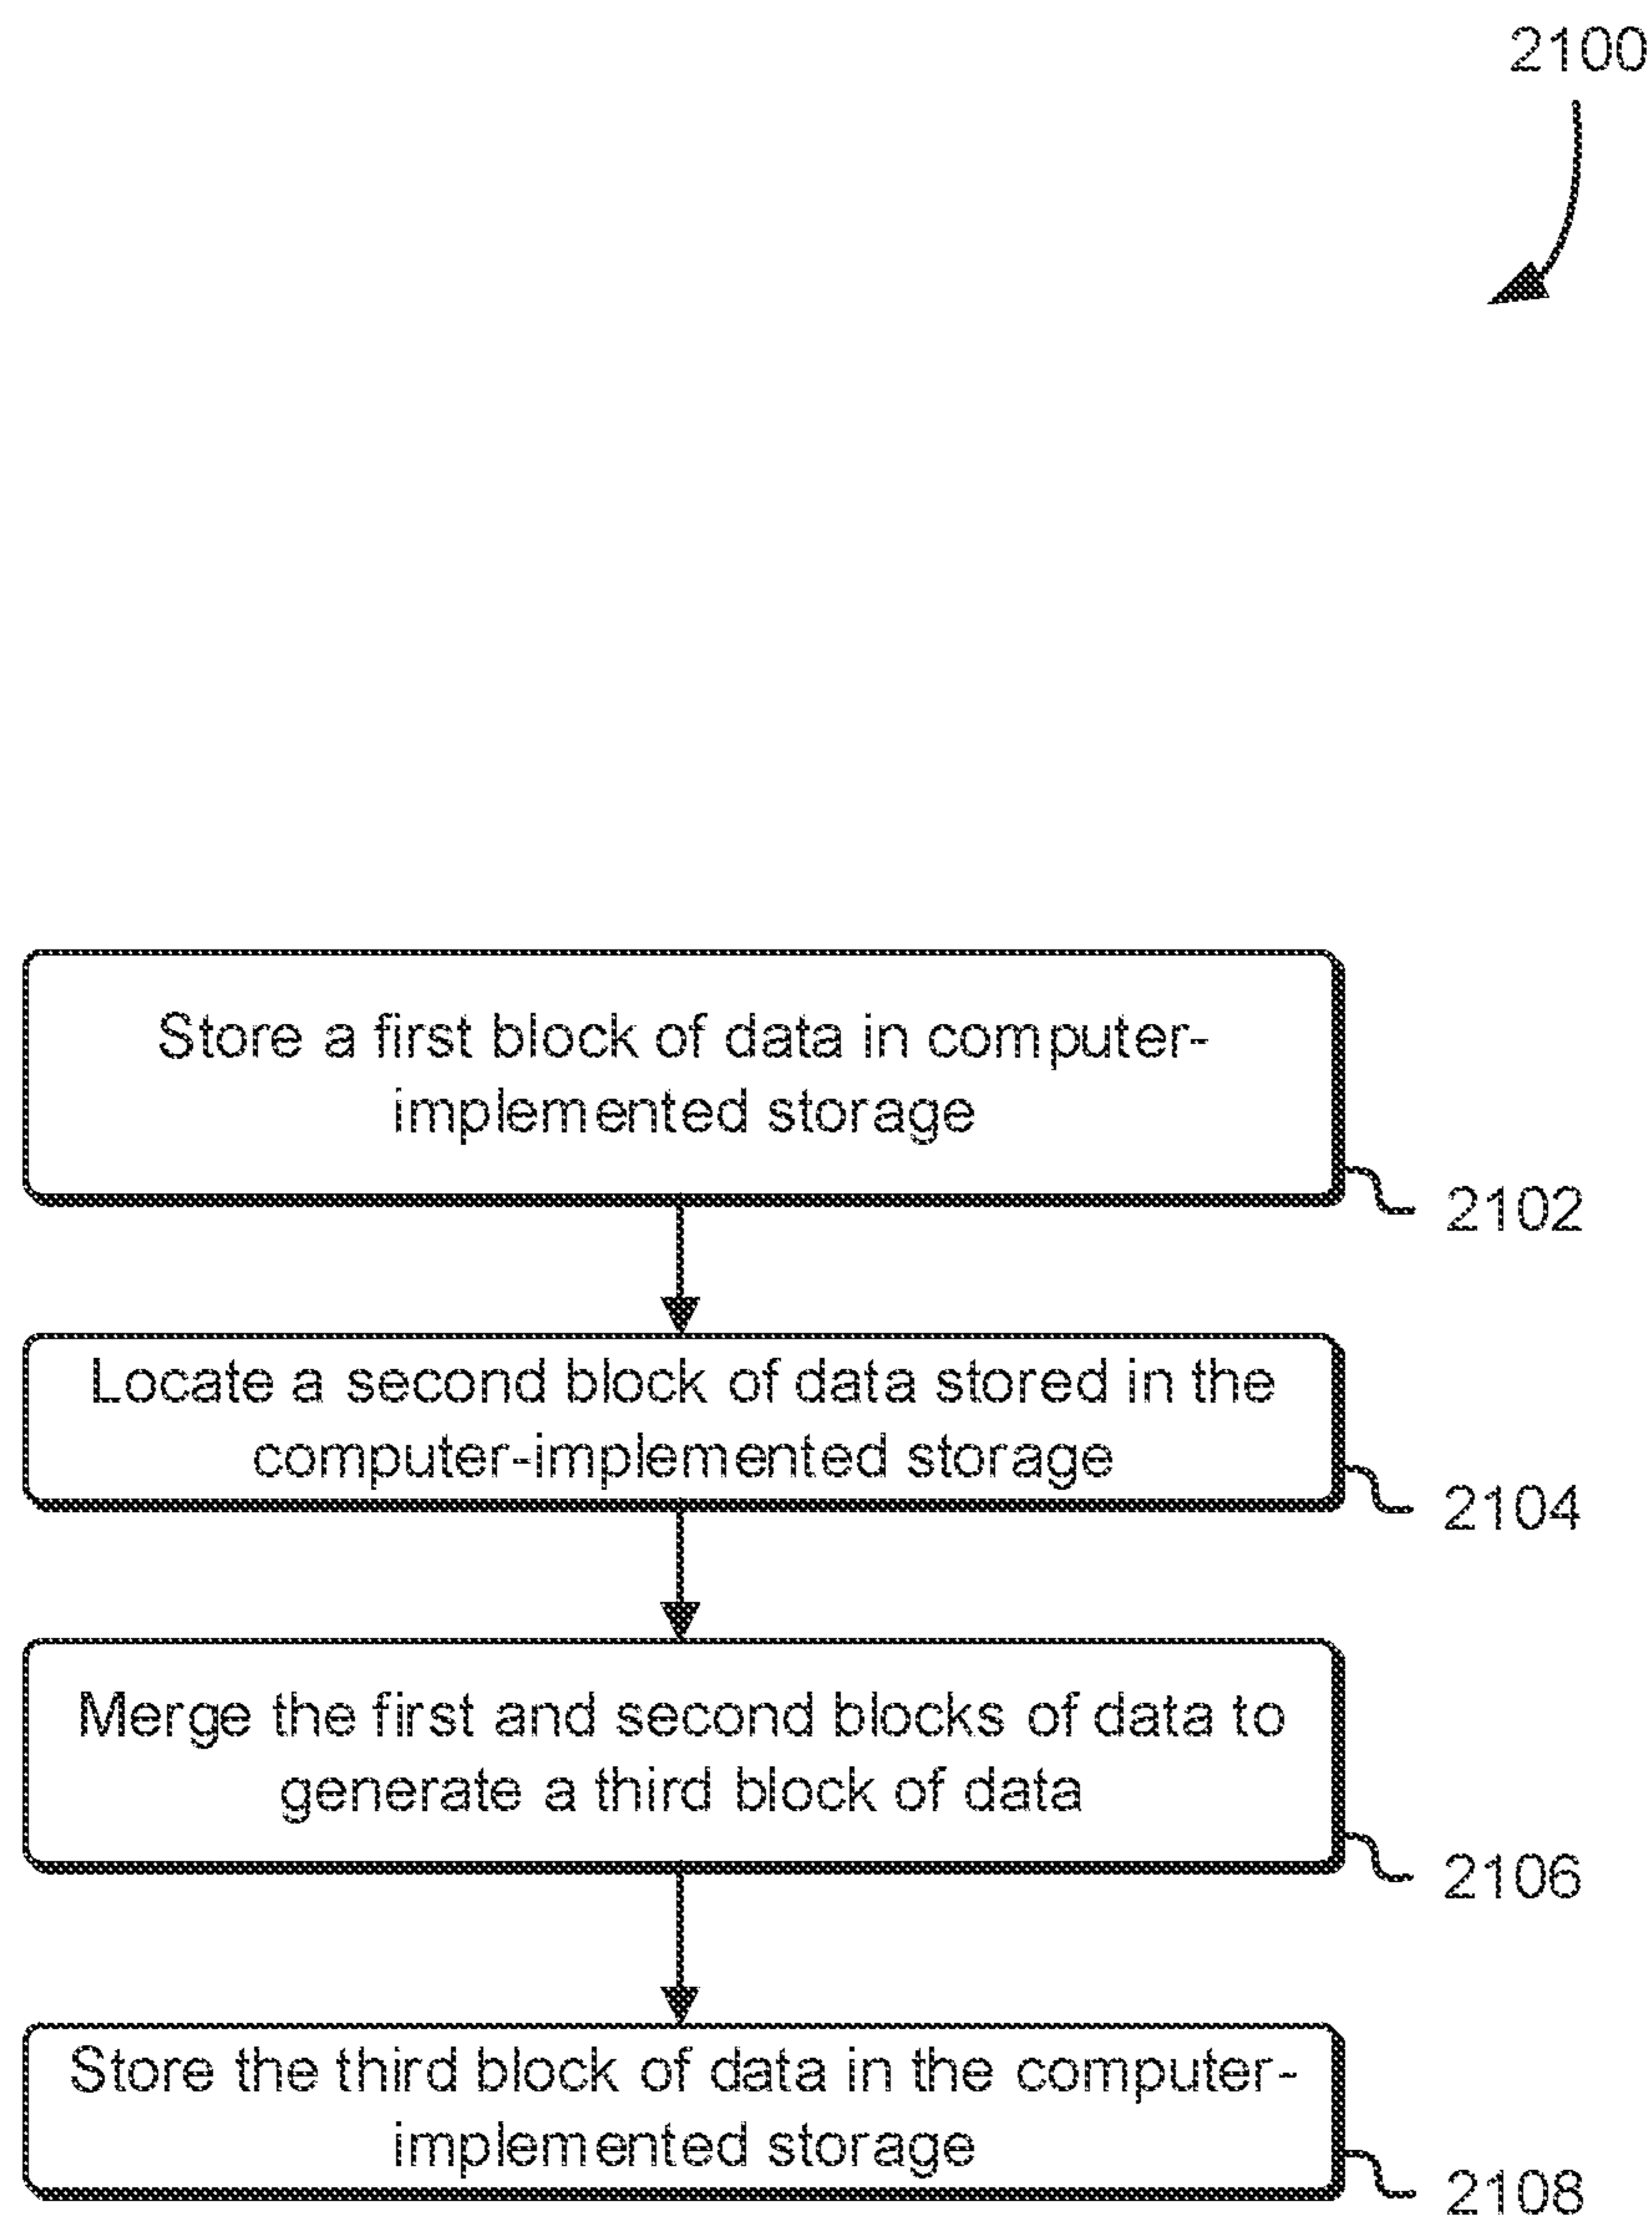 2100
Store a first block of data in computer-
implemented storage
2102
Locate a second block of data stored in the
computer-implemented storage
2104
Merge the first and second blocks of data to
generate a third block of data
2106
Store the third block of data in the computer-
implemented storage
2108